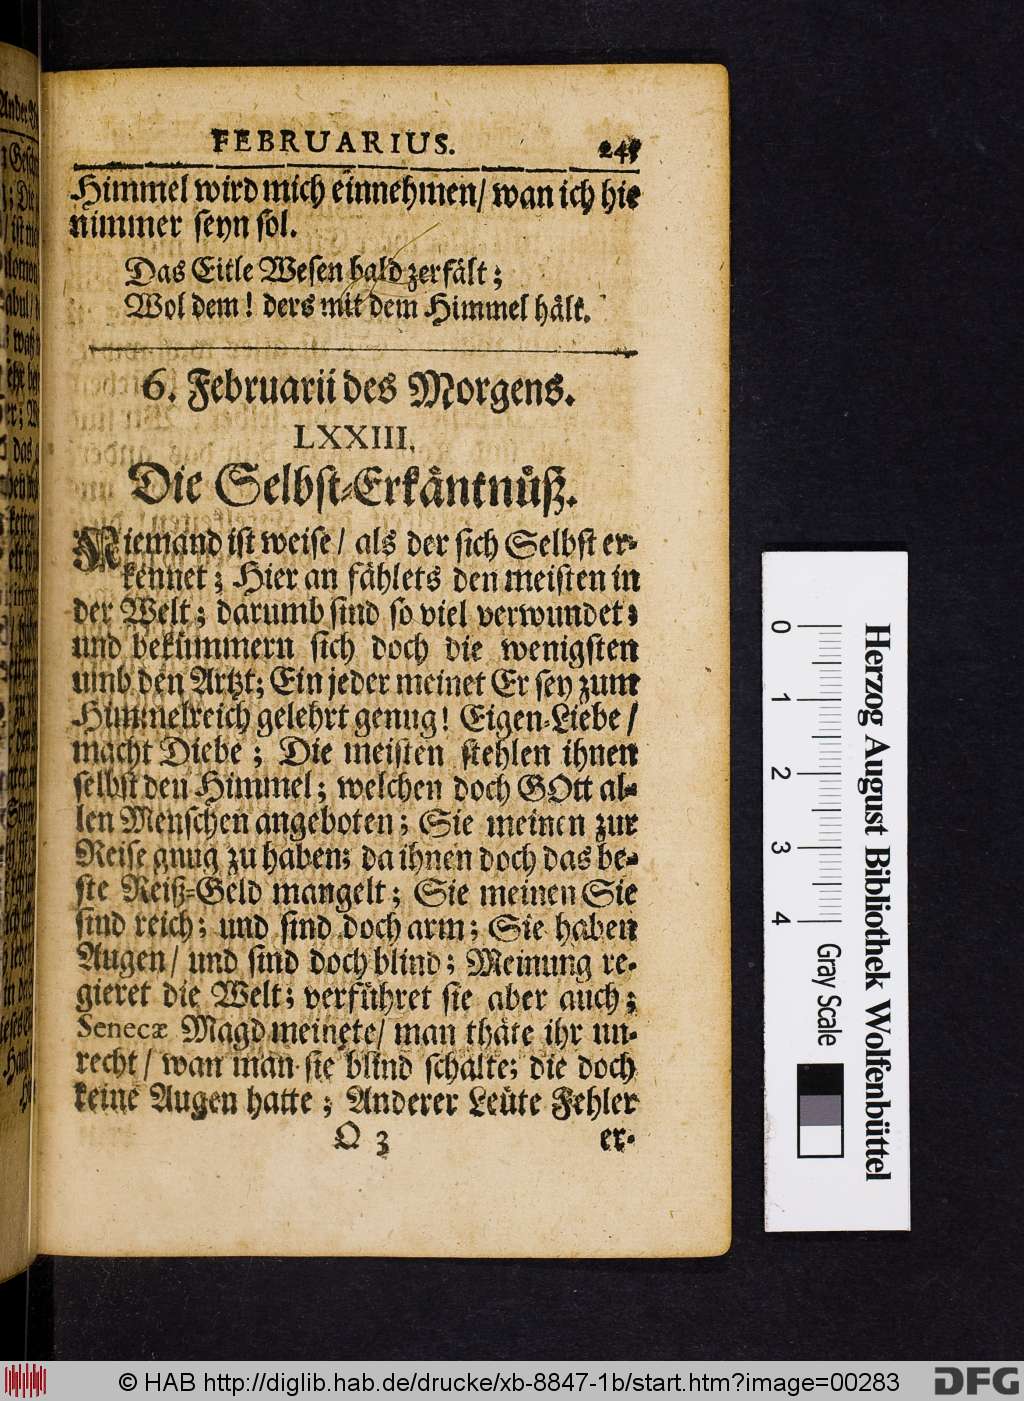 FEBRUARIUS. 245
Himmel wird mich einnehmen/ wan ich hie
nimmer seyn sol.
Das Eitle Wesen bald zerfält;
Wol dem! ders mit dem Himmel hält.
6. Februarii des Morgens.
LXXIII.
Die Selbst-Erkäntnüß.
Niemand ist weise/ als der sich Selbst er-
kennet; Hier an fählets den meisten in
der Welt; darumb sind so viel verwundet;
und bekümmern sich doch die wenigsten
umb den Artzt; Ein jeder meinet Er sey zum
Himmelreich gelehrt genug! Eigen-Liebe/
macht Diebe; Die meisten stehlen ihnen
selbst den Himmel; welchen doch GOtt al-
len Menschen angeboten; Sie meinen zur
Reise gnug zu haben; da ihnen doch das be-
ste Reiß-Geld mangelt; Sie meinen Sie
sind reich; und sind doch arm; Sie haben
Augen/ und sind doch blind; Meinung re-
gieret die Welt; verführet sie aber auch;
Senecæ Magd meinete/ man thäte ihr un-
recht/ wan man sie blind schälte; die doch
keine Augen hatte; Anderer Leüte Fehler
Q 3 er-
Herzog August Bibliothek Wolfenbüttel
0 1 2 3 4 Gray Scale
© HAB http://diglib.hab.de/drucke/xb-8847-1b/start.htm?image=00283
DFG